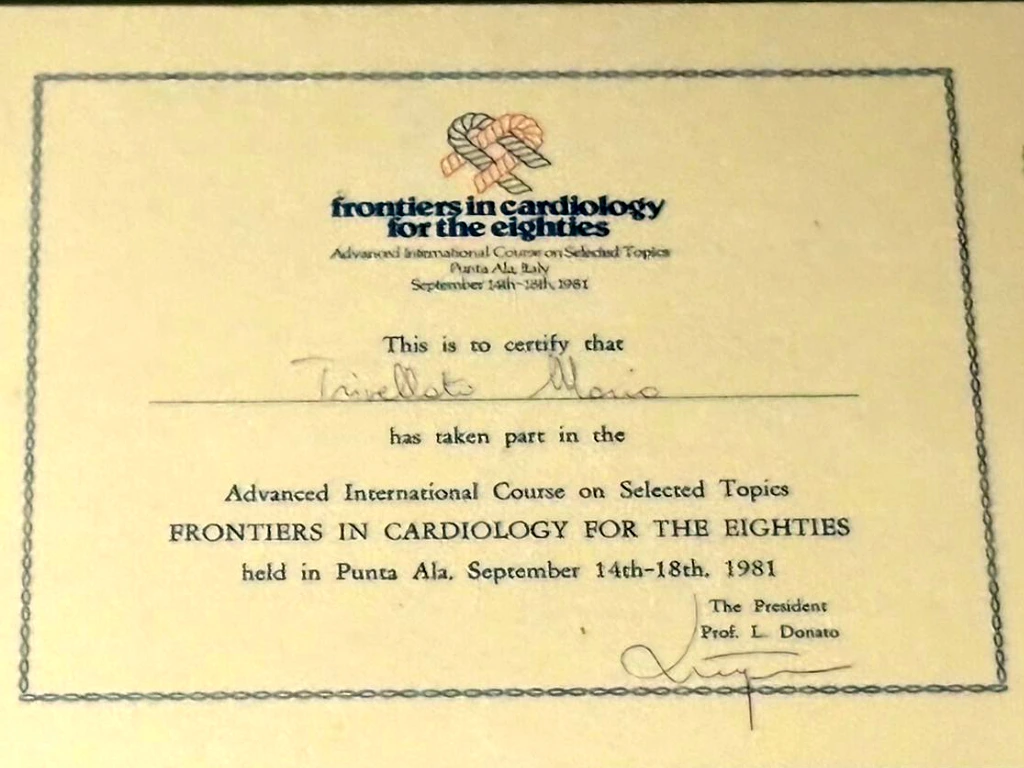 frontiers in cardiology
for the eighties
Advanced International Course on Selected Topics
Punta Ala, Italy
September 14th-18th, 1981
This is to certify that
Trivellato Mario
has taken part in the
Advanced International Course on Selected Topics
FRONTIERS IN CARDIOLOGY FOR THE EIGHTIES
held in Punta Ala, September 14th-18th, 1981
The President
Prof. L. Donato